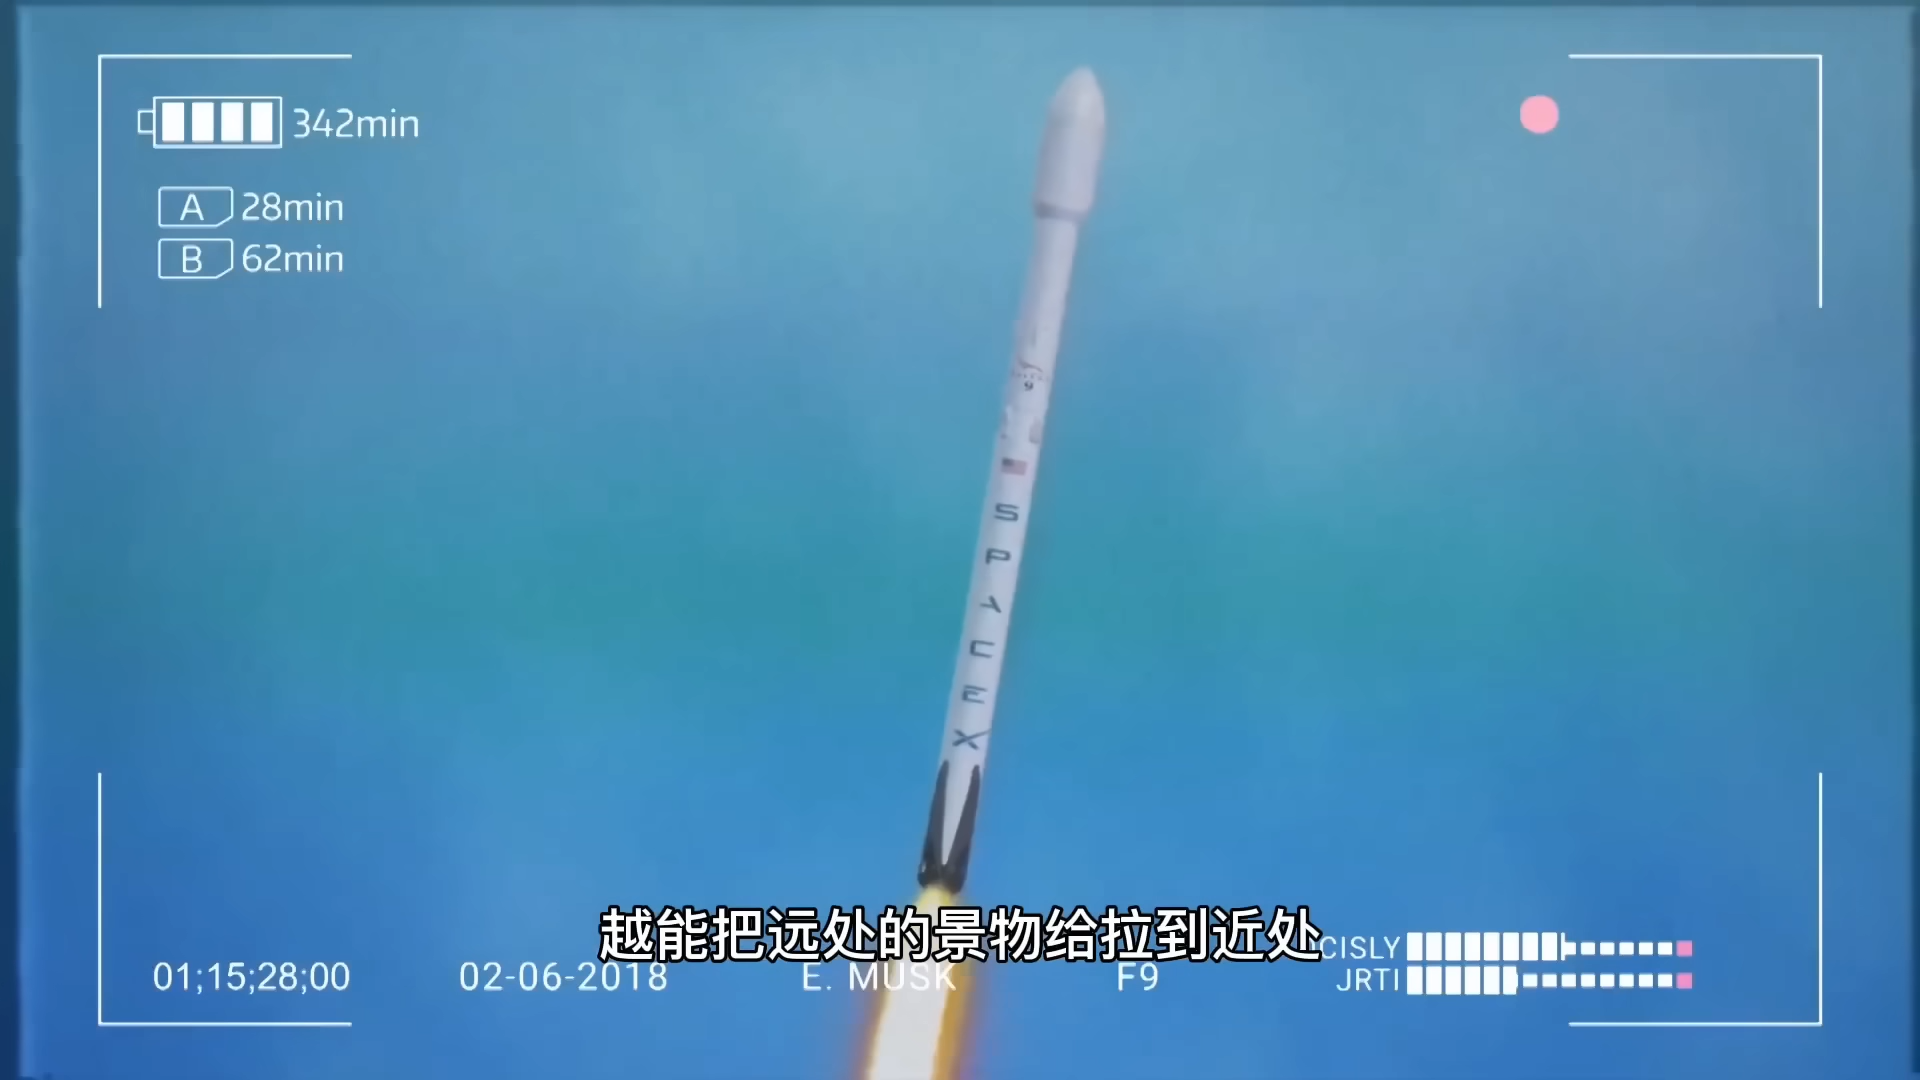 342min
A 28min
B 62min
9
S
P
A
C
E
X
越能把远处的景物给拉到近处
CISLY
01;15;28;00 02-06-2018 E. MUSK F9 JRTI